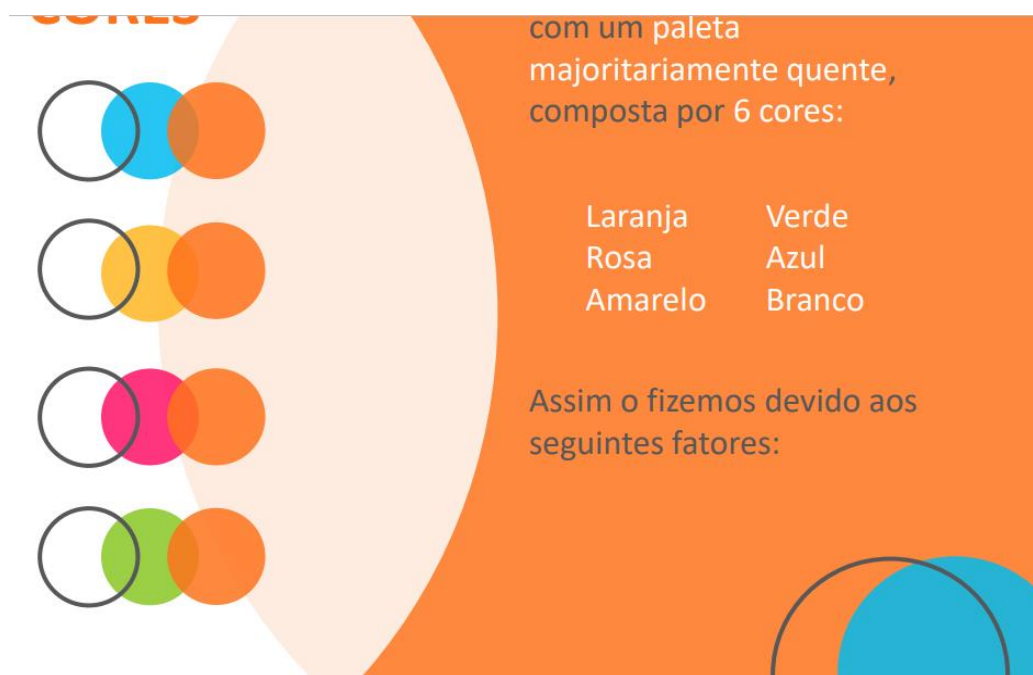 CORES
com um paleta
majoritariamente quente,
composta por 6 cores:
Laranja
Rosa
Amarelo
Verde
Azul
Branco
Assim o fizemos devido aos
seguintes fatores: